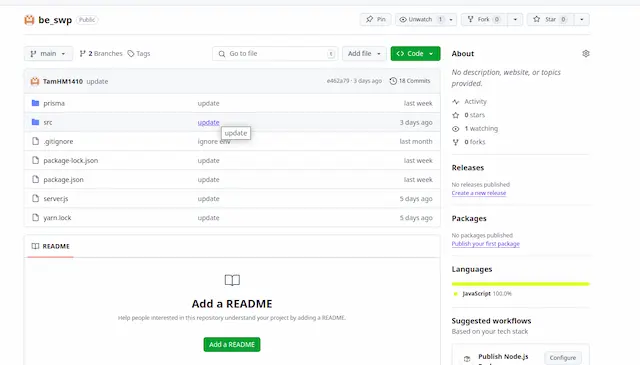 be_swp Public
Pin
Unwatch 1
Fork 0
Star 0
main
2 Branches
Tags
Go to file
t
Add file
Code
TamHM1410 update
e462a79 · 3 days ago
18 Commits
prisma update last week
src update 3 days ago
update
.gitignore ignore env last month
package-lock.json update last week
package.json update last week
server.js update 5 days ago
yarn.lock update 5 days ago
README
Add a README
Help people interested in this repository understand your project by adding a README.
Add a README
About
No description, website, or topics
provided.
Activity
0 stars
1 watching
0 forks
Releases
No releases published
Create a new release
Packages
No packages published
Publish your first package
Languages
JavaScript 100.0%
Suggested workflows
Based on your tech stack
Publish Node.js
Configure